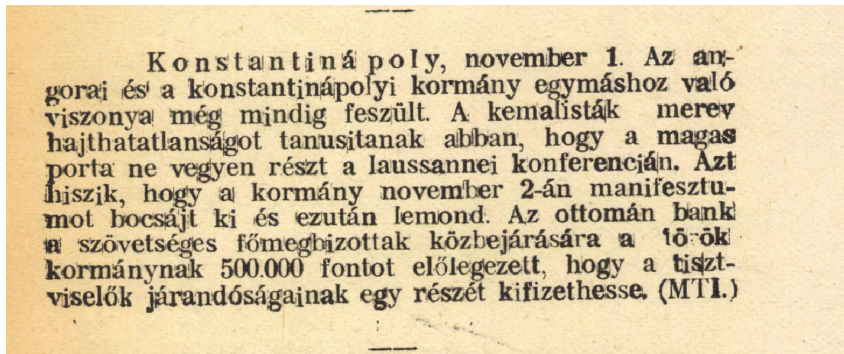 Konstantinápoly, november 1. Az an-
gorai és a konstantinápolyi kormány egymáshoz való
viszonya még mindig feszült. A kemalisták merev
hajthatatlanságot tanusitanak abban, hogy a magas
porta ne vegyen részt a laussannei konferencián. Azt
hiszik, hogy a kormány november 2-án manifesztu-
mot bocsájt ki és ezután lemond. Az ottomán bank
a szövetséges főmegbizottak közbejárására a török
kormánynak 500.000 fontot előlegezett, hogy a tiszt-
viselők járandóságainak egy részét kifizethesse. (MTI.)